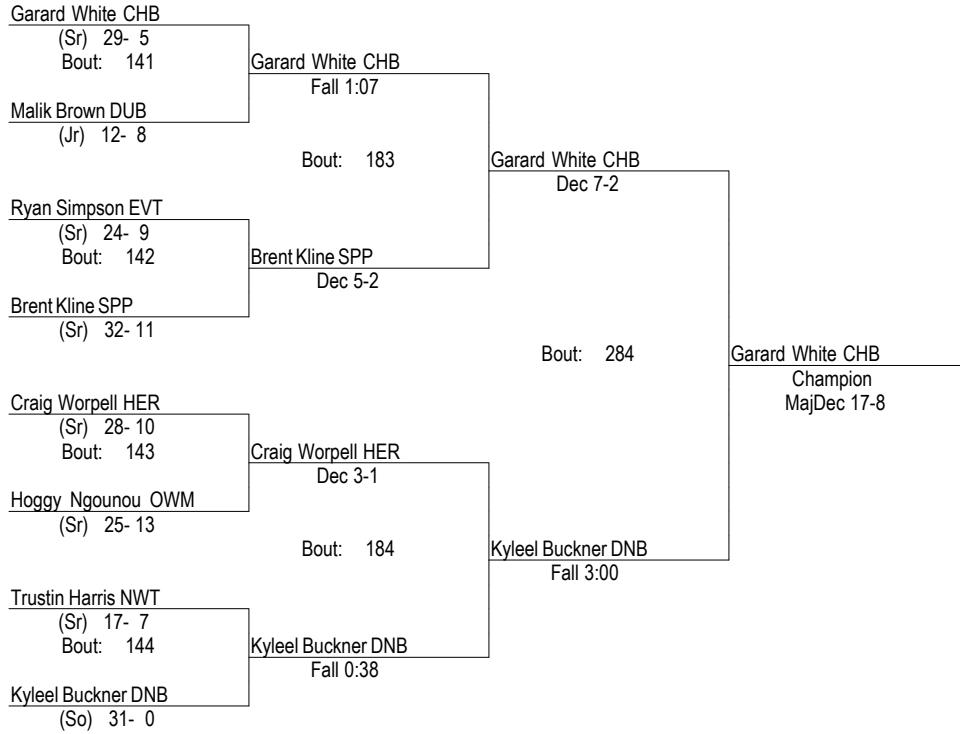 Garard White CHB
(Sr) 29- 5
Bout: 141
Garard White CHB
Fall 1:07
Malik Brown DUB
(Jr) 12- 8
Bout: 183
Garard White CHB
Dec 7-2
Ryan Simpson EVT
(Sr) 24- 9
Bout: 142
Brent Kline SPP
Dec 5-2
Brent Kline SPP
(Sr) 32- 11
Bout: 284
Garard White CHB
Champion
MajDec 17-8
Craig Worpell HER
(Sr) 28- 10
Bout: 143
Craig Worpell HER
Dec 3-1
Hoggy Ngounou OWM
(Sr) 25- 13
Bout: 184
Kyleel Buckner DNB
Fall 3:00
Trustin Harris NWT
(Sr) 17- 7
Bout: 144
Kyleel Buckner DNB
Fall 0:38
Kyleel Buckner DNB
(So) 31- 0